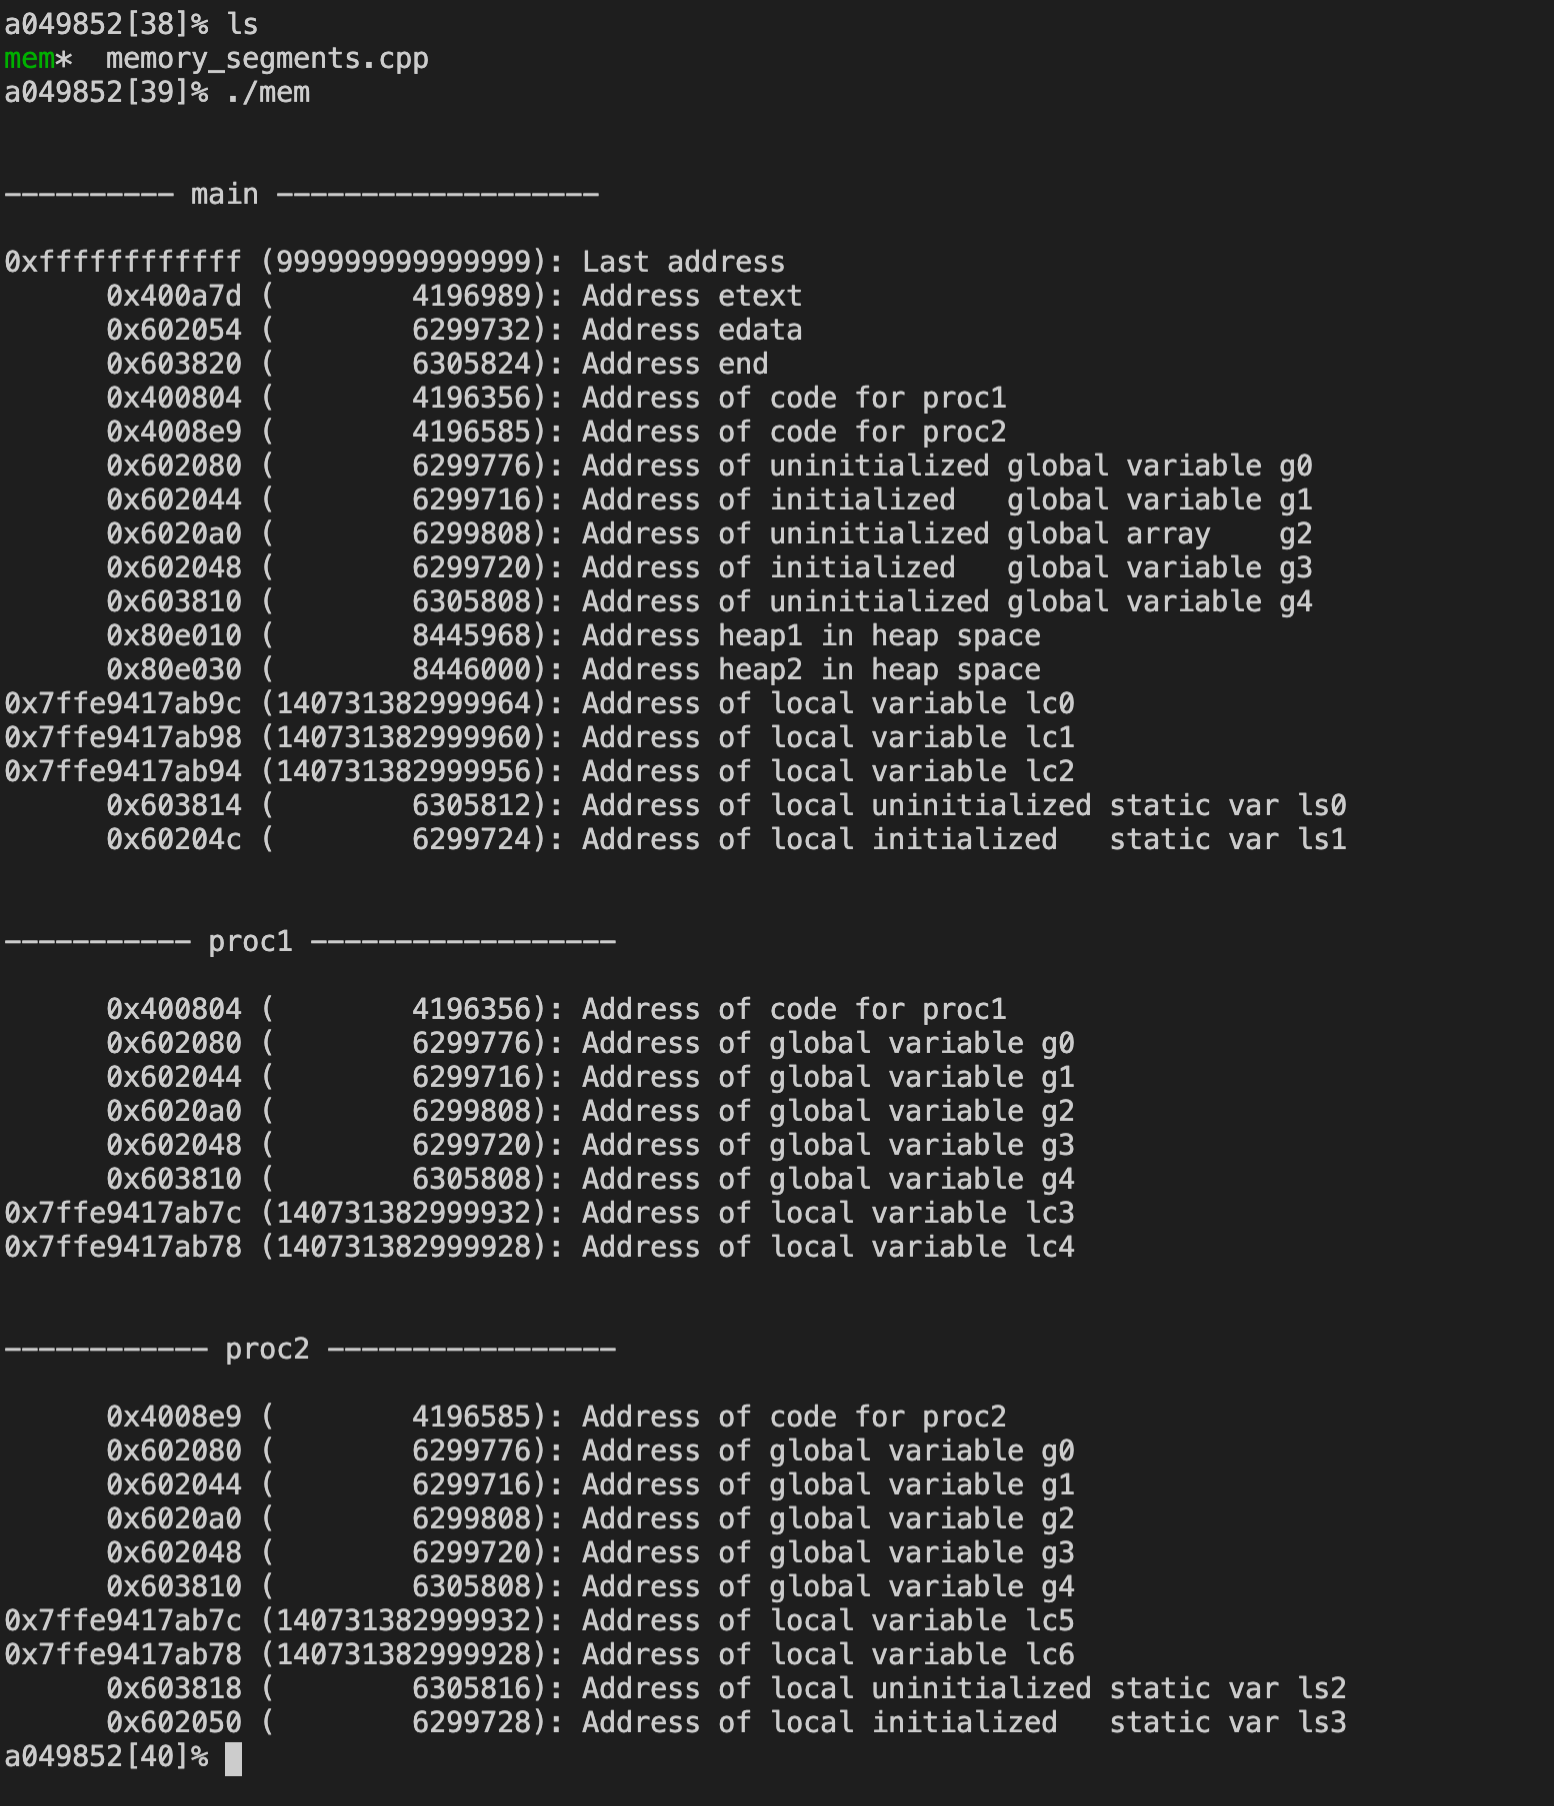 a049852[38]% ls
mem*  memory_segments.cpp
a049852[39]% ./mem
---------- main -------------------
0xffffffffffff (999999999999999): Last address
      0x400a7d (        4196989): Address etext
      0x602054 (        6299732): Address edata
      0x603820 (        6305824): Address end
      0x400804 (        4196356): Address of code for proc1
      0x4008e9 (        4196585): Address of code for proc2
      0x602080 (        6299776): Address of uninitialized global variable g0
      0x602044 (        6299716): Address of initialized   global variable g1
      0x6020a0 (        6299808): Address of uninitialized global array    g2
      0x602048 (        6299720): Address of initialized   global variable g3
      0x603810 (        6305808): Address of uninitialized global variable g4
      0x80e010 (        8445968): Address heap1 in heap space
      0x80e030 (        8446000): Address heap2 in heap space
0x7ffe9417ab9c (140731382999964): Address of local variable lc0
0x7ffe9417ab98 (140731382999960): Address of local variable lc1
0x7ffe9417ab94 (140731382999956): Address of local variable lc2
      0x603814 (        6305812): Address of local uninitialized static var ls0
      0x60204c (        6299724): Address of local initialized   static var ls1
----------- proc1 ------------------
      0x400804 (        4196356): Address of code for proc1
      0x602080 (        6299776): Address of global variable g0
      0x602044 (        6299716): Address of global variable g1
      0x6020a0 (        6299808): Address of global variable g2
      0x602048 (        6299720): Address of global variable g3
      0x603810 (        6305808): Address of global variable g4
0x7ffe9417ab7c (140731382999932): Address of local variable lc3
0x7ffe9417ab78 (140731382999928): Address of local variable lc4
------------ proc2 -----------------
      0x4008e9 (        4196585): Address of code for proc2
      0x602080 (        6299776): Address of global variable g0
      0x602044 (        6299716): Address of global variable g1
      0x6020a0 (        6299808): Address of global variable g2
      0x602048 (        6299720): Address of global variable g3
      0x603810 (        6305808): Address of global variable g4
0x7ffe9417ab7c (140731382999932): Address of local variable lc5
0x7ffe9417ab78 (140731382999928): Address of local variable lc6
      0x603818 (        6305816): Address of local uninitialized static var ls2
      0x602050 (        6299728): Address of local initialized   static var ls3
a049852[40]%